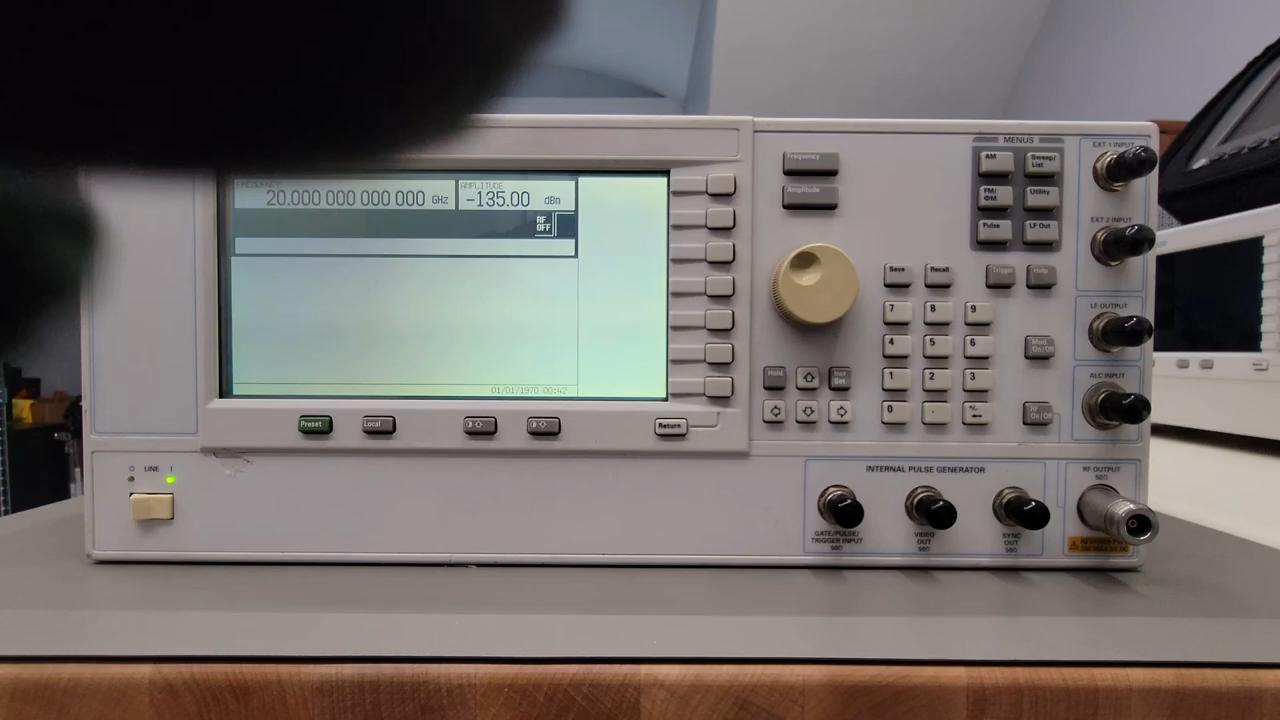 FREQUENCY
20.000 000 000 000 GHz
AMPLITUDE
-135.00 dBm
RF
OFF
01/01/1970 00:42
Preset
Local
Return
LINE
Frequency
Amplitude
MENUS
AM
Sweep/
List
FM/
ΦM
Utility
Pulse
LF Out
Save
Recall
Trigger
Help
7
8
9
4
5
6
Mod
On/Off
Hold
Incr
Set
1
2
3
0
.
+/-
RF
On/Off
EXT 1 INPUT
EXT 2 INPUT
LF OUTPUT
ALC INPUT
INTERNAL PULSE GENERATOR
GATE/PULSE/
TRIGGER INPUT
50Ω
VIDEO
OUT
50Ω
SYNC
OUT
50Ω
RF OUTPUT
50Ω